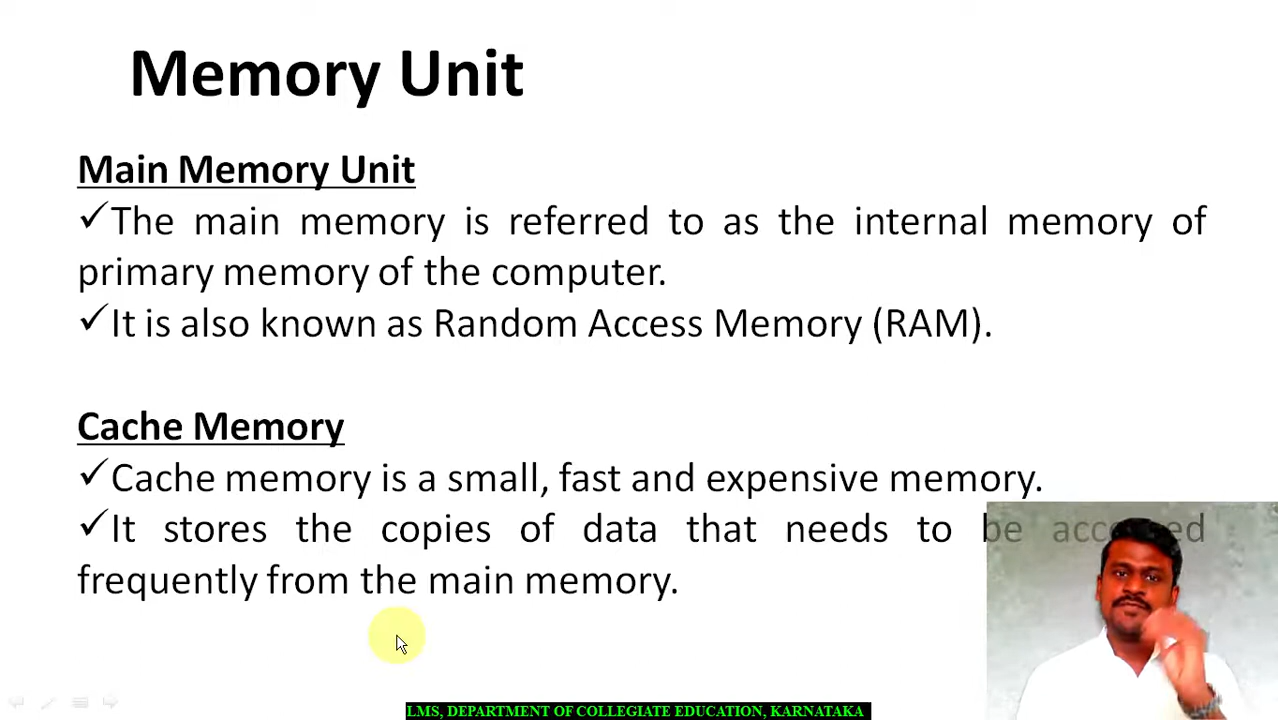 Memory Unit
Main Memory Unit
✓The main memory is referred to as the internal memory of
primary memory of the computer.
✓It is also known as Random Access Memory (RAM).
Cache Memory
✓Cache memory is a small, fast and expensive memory.
✓It stores the copies of data that needs to be accessed
frequently from the main memory.
LMS, DEPARTMENT OF COLLEGIATE EDUCATION, KARNATAKA